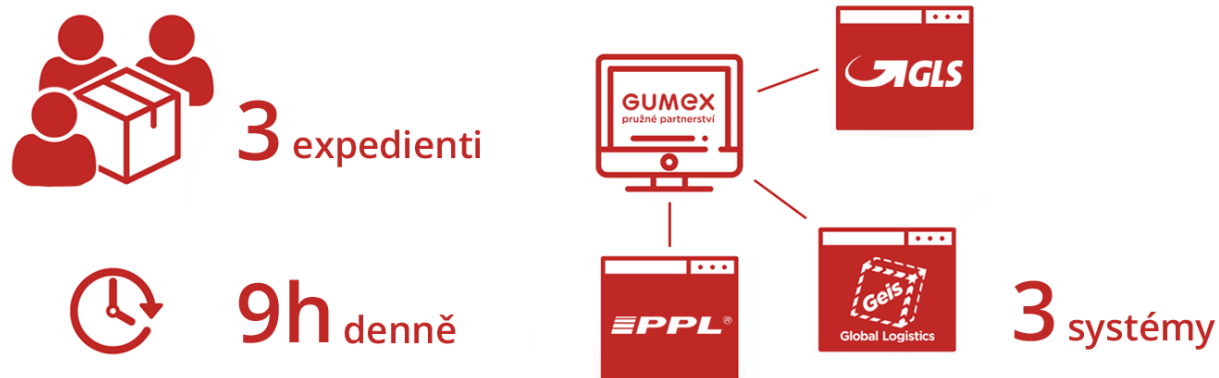 3 expedienti
9h denně
GUMEX
pružné partnerství
GLS
PPL®
Geis
Global Logistics
3 systémy